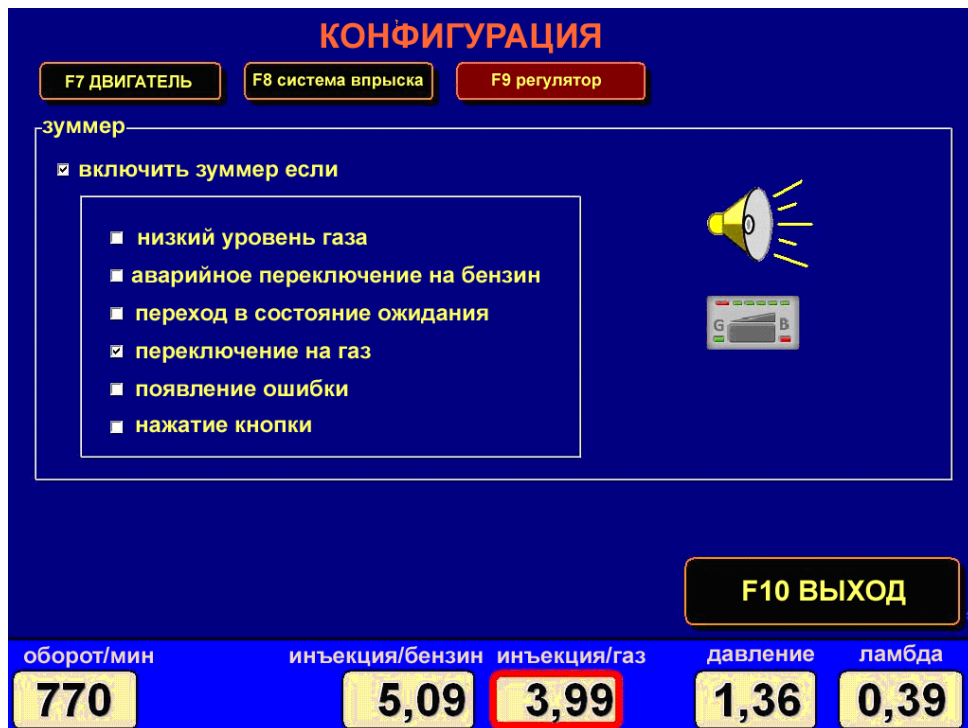 КОНФИГУРАЦИЯ
F7 ДВИГАТЕЛЬ F8 система впрыска F9 регулятор
зуммер
включить зуммер если
низкий уровень газа
аварийное переключение на бензин
переход в состояние ожидания
переключение на газ
появление ошибки
нажатие кнопки
G B
F10 ВЫХОД
оборот/мин инъекция/бензин инъекция/газ давление ламбда
770 5,09 3,99 1,36 0,39